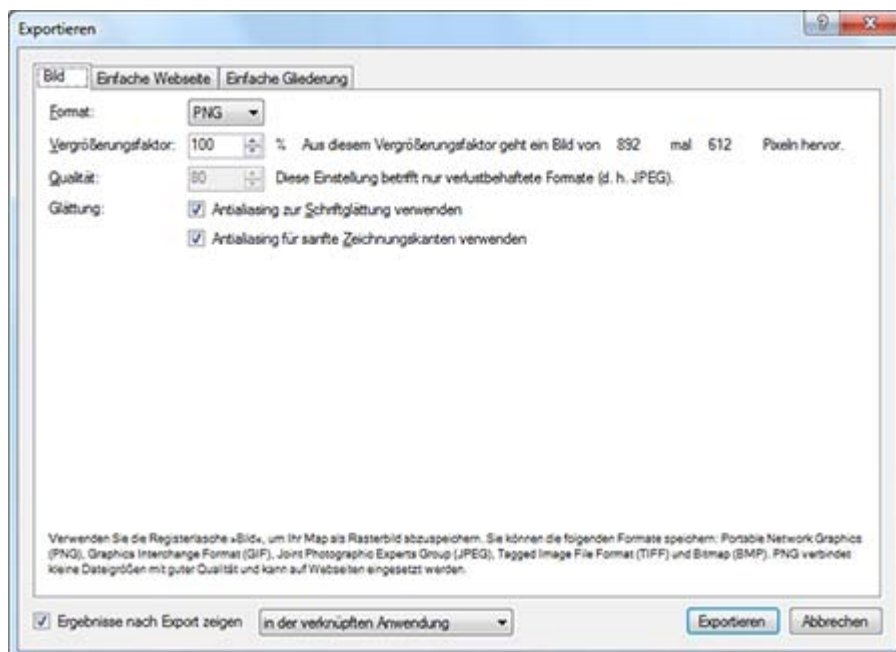 Exportieren
Bild Einfache Webseite Einfache Gliederung
Format: PNG
Vergrößerungsfaktor: 100 % Aus diesem Vergrößerungsfaktor geht ein Bild von 892 mal 612 Pixeln hervor.
Qualität: 80 Diese Einstellung betrifft nur verlustbehaftete Formate (d. h. JPEG).
Glättung: Antialiasing zur Schriftglättung verwenden
Antialiasing für sanfte Zeichnungskanten verwenden
Verwenden Sie die Registerlasche »Bild«, um Ihr Map als Rasterbild abzuspeichern. Sie können die folgenden Formate speichern: Portable Network Graphics
(PNG), Graphics Interchange Format (GIF), Joint Photographic Experts Group (JPEG), Tagged Image File Format (TIFF) und Bitmap (BMP). PNG verbindet
kleine Dateigrößen mit guter Qualität und kann auf Webseiten eingesetzt werden.
Ergebnisse nach Export zeigen in der verknüpften Anwendung Exportieren Abbrechen